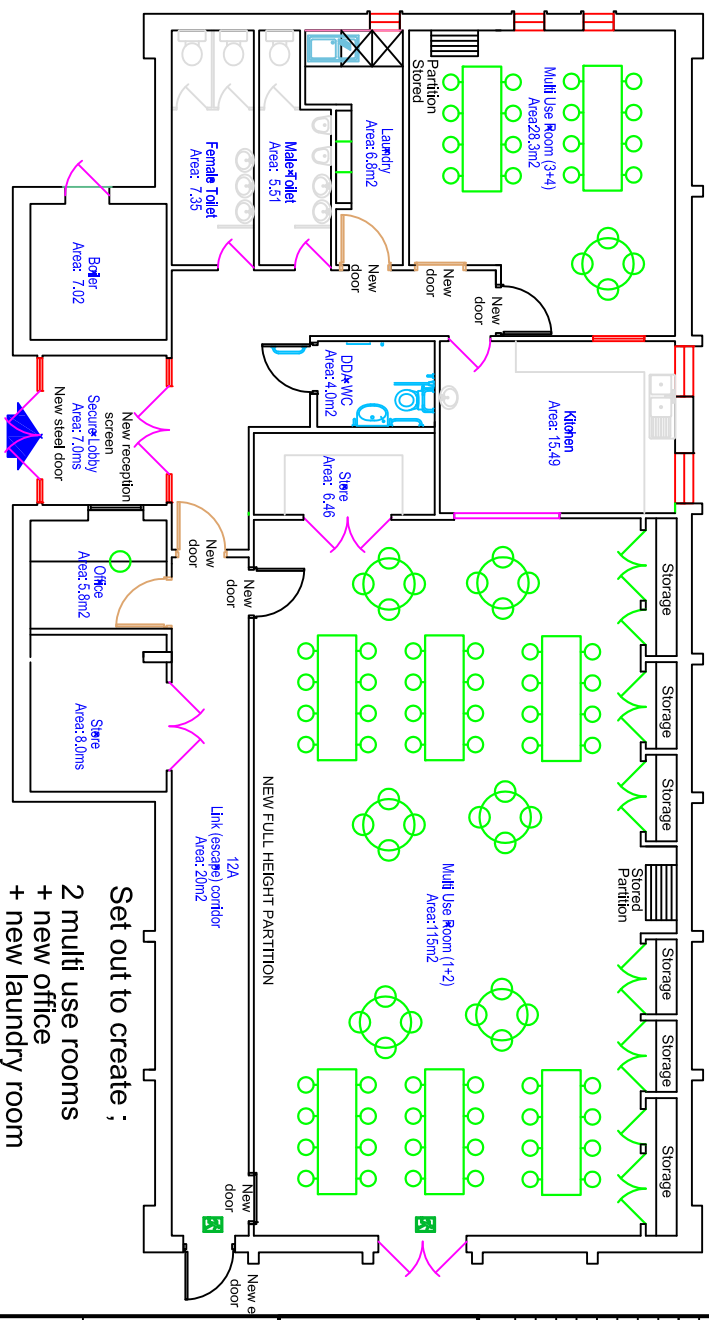 Partition
Stored
Multi Use Room (3+4)
Area28.3m2
Laundry
Area:6.8m2
Male Toilet
Area: 5.51
Female Toilet
Area: 7.35
New
door
New
door
New
door
Boiler
Area: 7.02
DDA WC
Area:4.0m2
Kitchen
Area: 15.49
New reception
screen
Secure Lobby
Area:7.0ms
New steel door
Store
Area: 6.46
New
door
New
door
Office
Area:5.8m2
Store
Area:8.0ms
Storage
Storage
Storage
Stored
Partition
Storage
Storage
Storage
NEW FULL HEIGHT PARTITION
Multi Use Room (1+2)
Area:115m2
12A
Link (escape) corridor
Area: 20m2
New
door
New e
door
Set out to create ;
2 multi use rooms
+ new office
+ new laundry room